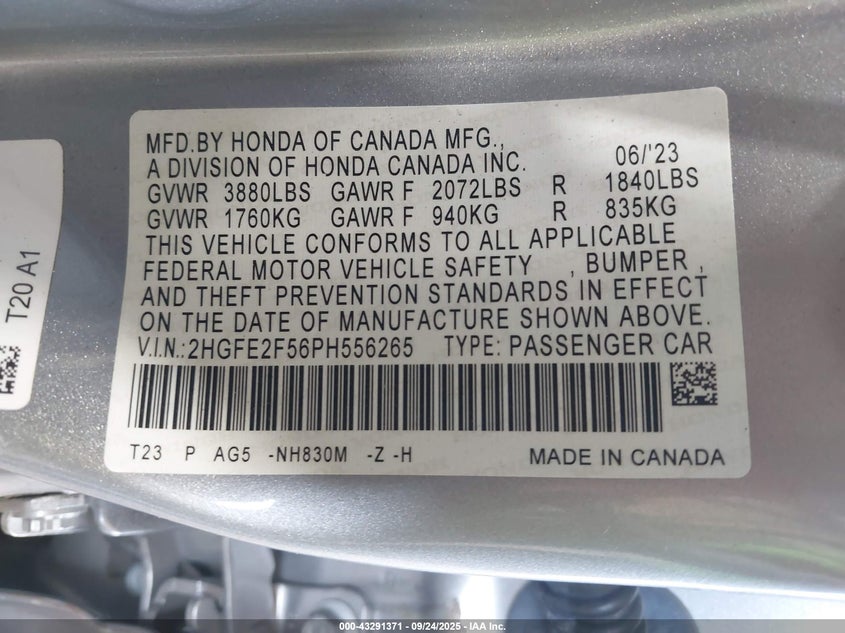 MFD.BY HONDA OF CANADA MFG.,
A DIVISION OF HONDA CANADA INC. 06/'23
GVWR 3880LBS GAWR F 2072LBS R 1840LBS
GVWR 1760KG GAWR F 940KG R 835KG
THIS VEHICLE CONFORMS TO ALL APPLICABLE
FEDERAL MOTOR VEHICLE SAFETY , BUMPER ,
AND THEFT PREVENTION STANDARDS IN EFFECT
ON THE DATE OF MANUFACTURE SHOWN ABOVE.
V.I.N.:2HGFE2F56PH556265 TYPE: PASSENGER CAR
T23 P AG5 -NH830M -Z -H MADE IN CANADA
T20 A1
000-43291371 | 09/24/2025 | IAA Inc.